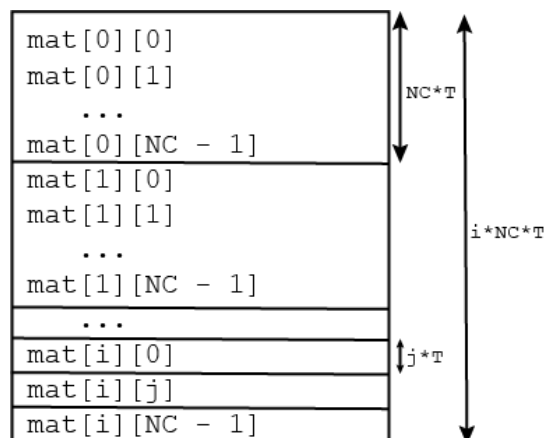 mat[0][0]
mat[0][1]
...
mat[0][NC - 1]
NC*T
mat[1][0]
mat[1][1]
...
mat[1][NC - 1]
i*NC*T
...
mat[i][0]
j*T
mat[i][j]
mat[i][NC - 1]